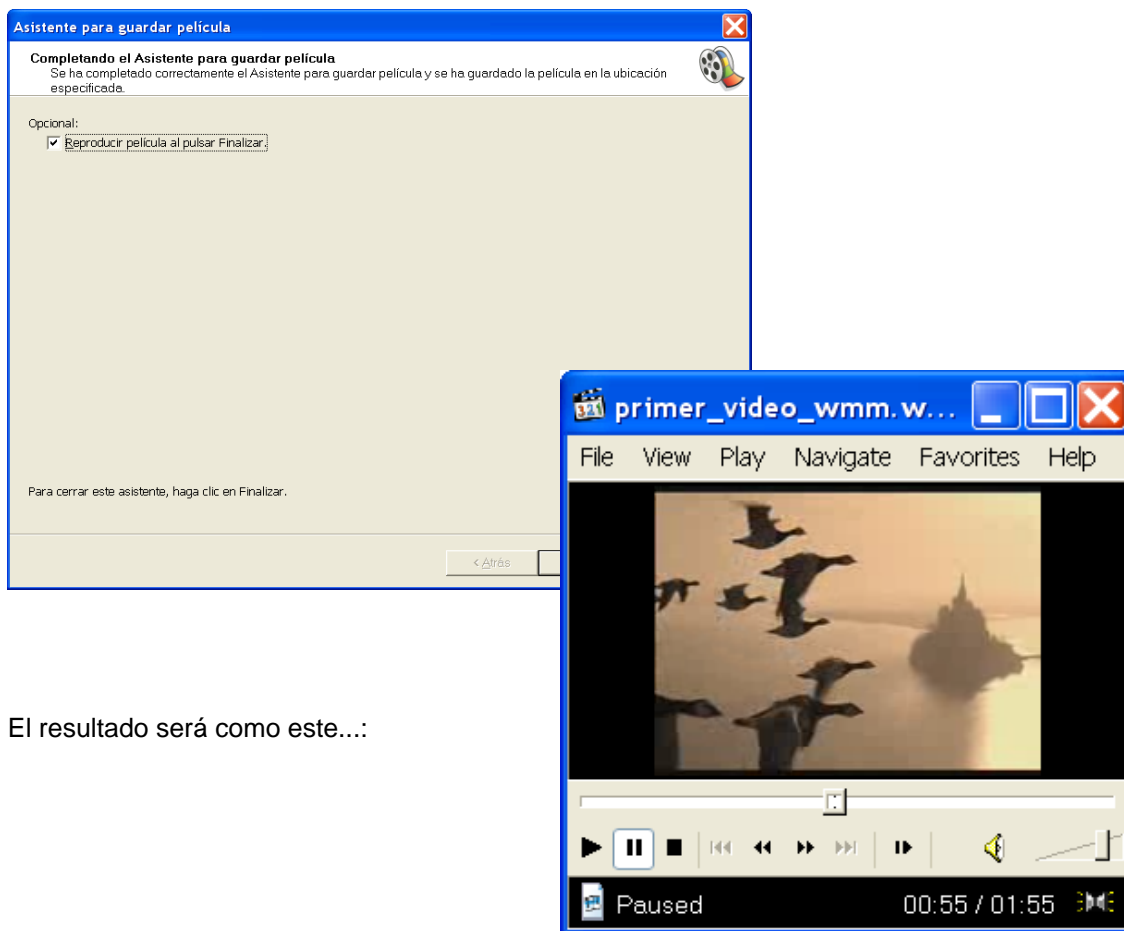 Asistente para guardar película
Completando el Asistente para guardar película
Se ha completado correctamente el Asistente para guardar película y se ha guardado la película en la ubicación
especificada.
Opcional:
Reproducir película al pulsar Finalizar.
Para cerrar este asistente, haga clic en Finalizar.
< Atrás
primer_video_wmm.w...
File View Play Navigate Favorites Help
El resultado será como este...:
Paused 00:55 / 01:55